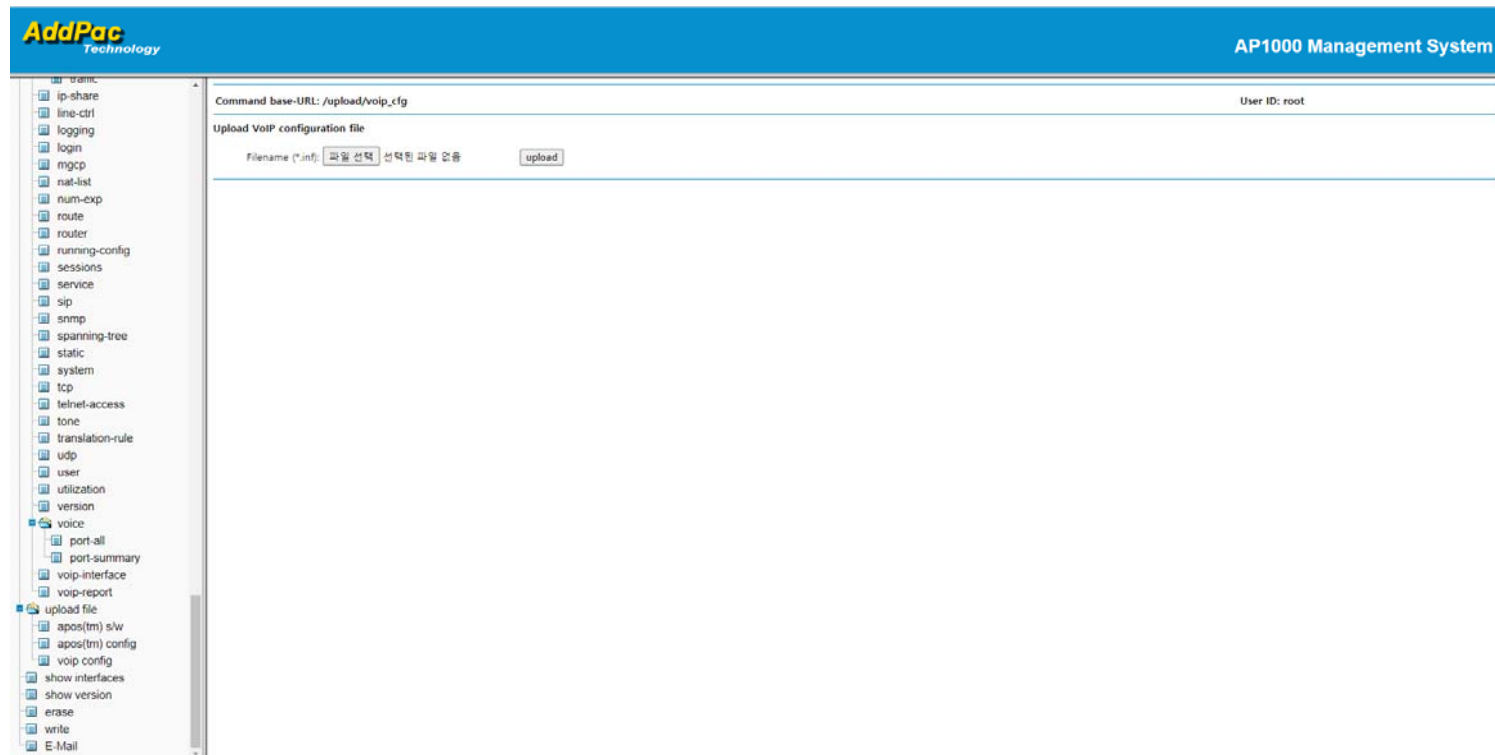 AddPac
Technology
AP1000 Management System
traffic
ip-share
line-ctrl
logging
login
mgcp
nat-list
num-exp
route
router
running-config
sessions
service
sip
snmp
spanning-tree
static
system
tcp
telnet-access
tone
translation-rule
udp
user
utilization
version
voice
port-all
port-summary
voip-interface
voip-report
upload file
apos(tm) s/w
apos(tm) config
voip config
show interfaces
show version
erase
write
E-Mail
Command base-URL: /upload/voip_cfg User ID: root
Upload VoIP configuration file
Filename (*.inf): 파일 선택 선택된 파일 없음 upload